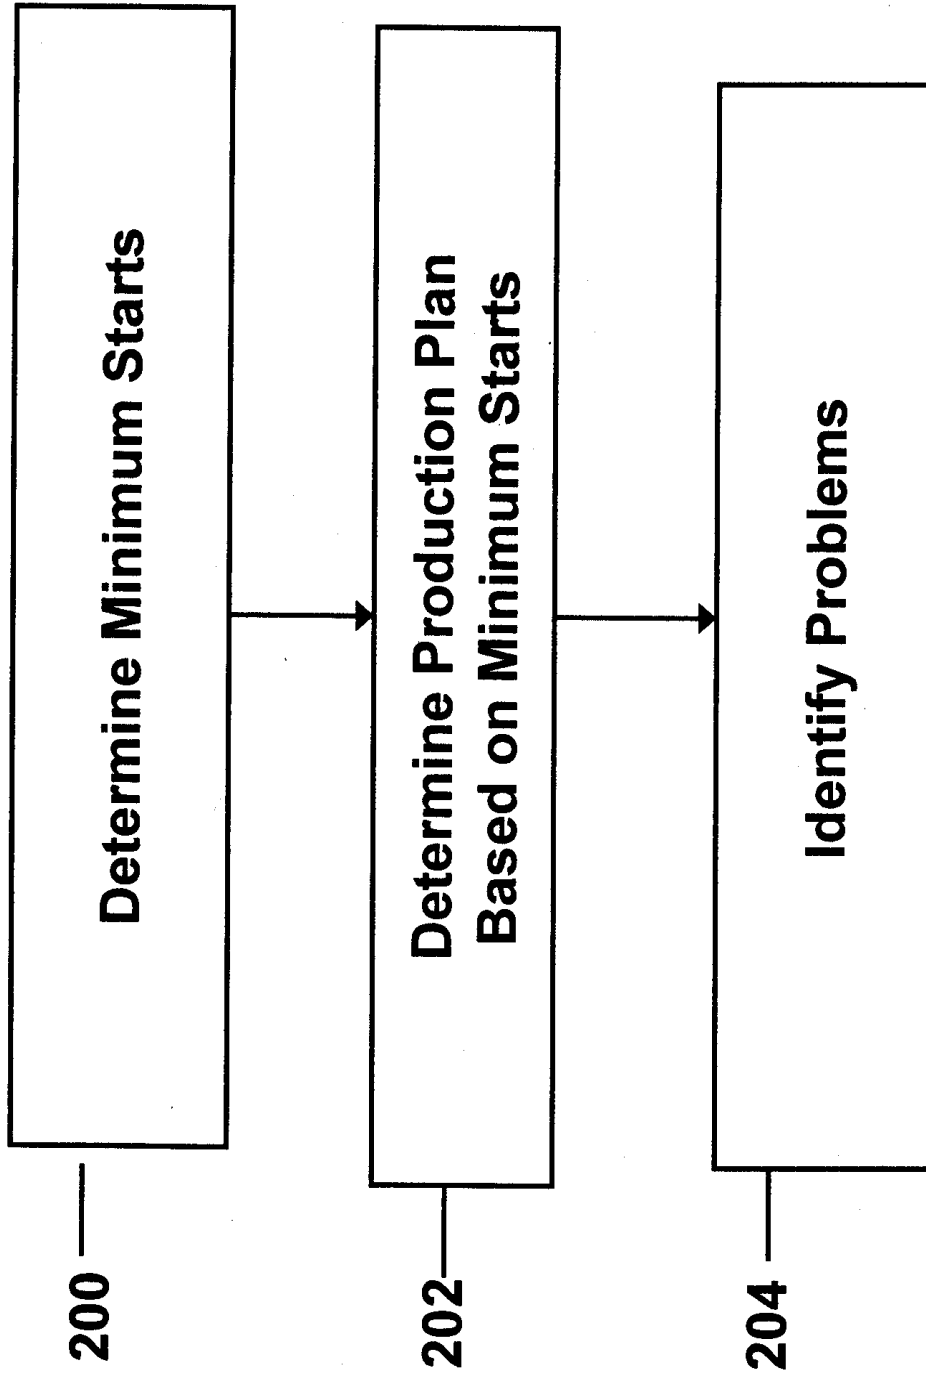 200
Determine Minimum Starts
202
Determine Production Plan
Based on Minimum Starts
204
Identify Problems